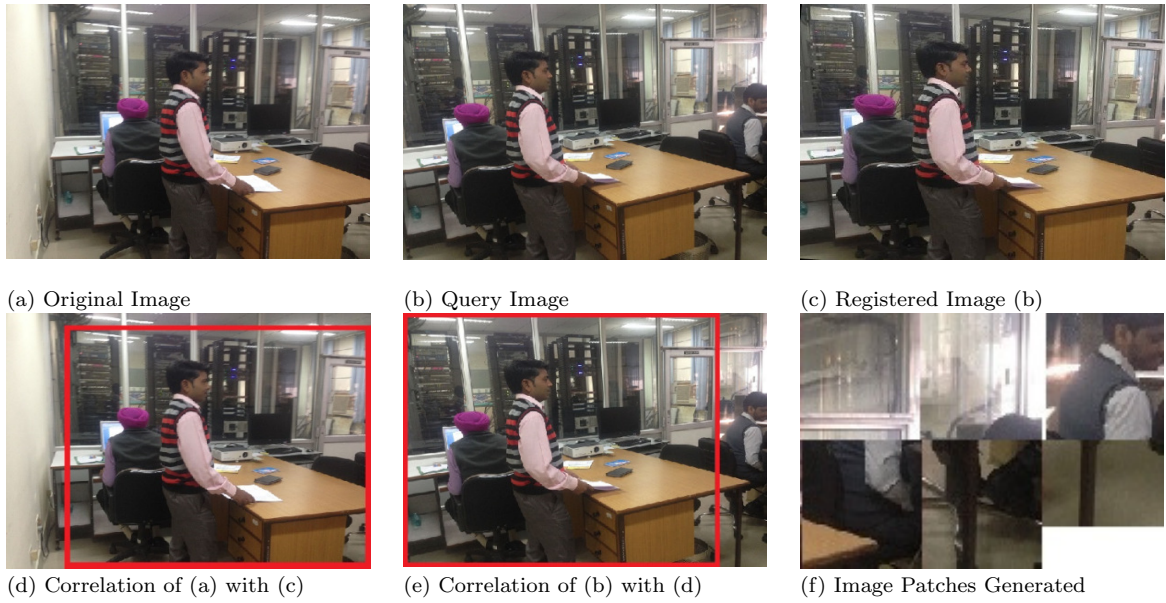 (a) Original Image
(b) Query Image
(c) Registered Image (b)
(d) Correlation of (a) with (c)
(e) Correlation of (b) with (d)
(f) Image Patches Generated